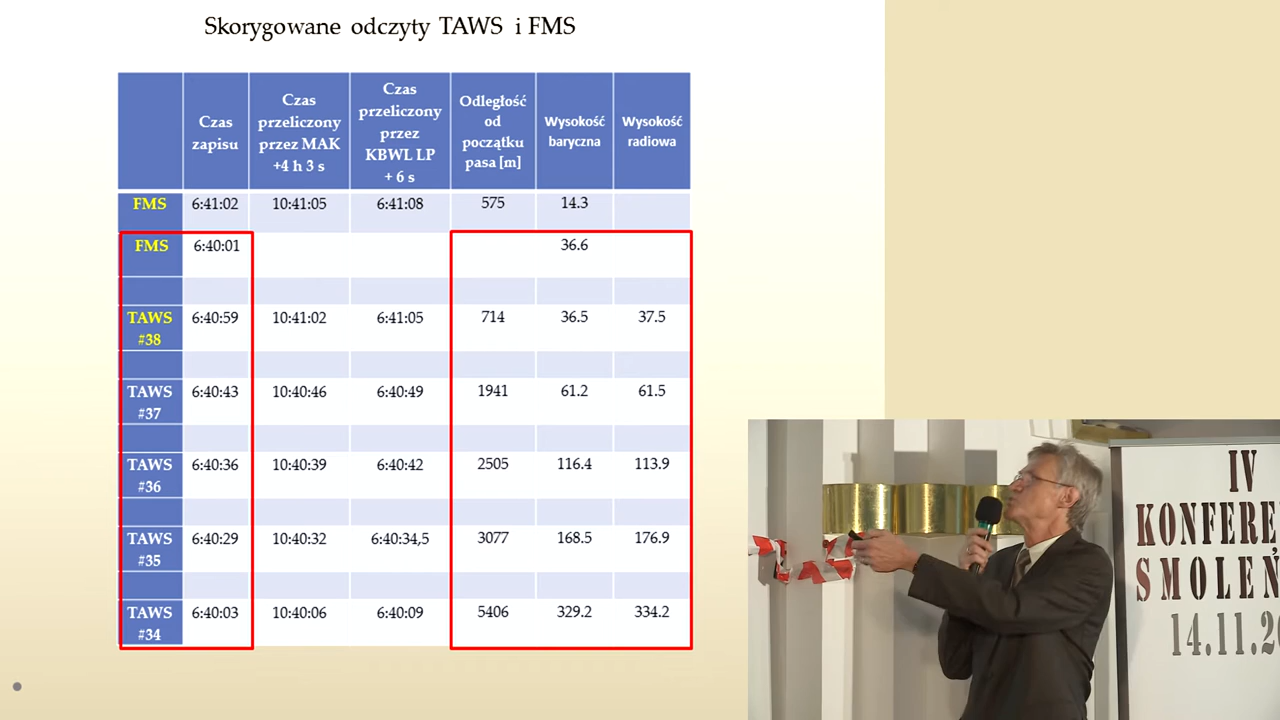 Skorygowane odczyty TAWS i FMS
Czas
zapisu
Czas
przeliczony
przez MAK
+4 h 3 s
Czas
przeliczony
przez
KBWL LP
+ 6 s
Odległość
od
początku
pasa [m]
Wysokość
baryczna
Wysokość
radiowa
FMS 6:41:02 10:41:05 6:41:08 575 14.3
FMS 6:40:01 36.6
TAWS
#38
6:40:59 10:41:02 6:41:05 714 36.5 37.5
TAWS
#37
6:40:43 10:40:46 6:40:49 1941 61.2 61.5
TAWS
#36
6:40:36 10:40:39 6:40:42 2505 116.4 113.9
TAWS
#35
6:40:29 10:40:32 6:40:34,5 3077 168.5 176.9
TAWS
#34
6:40:03 10:40:06 6:40:09 5406 329.2 334.2
IV
KONFERE
SMOLEŃ
14.11.2